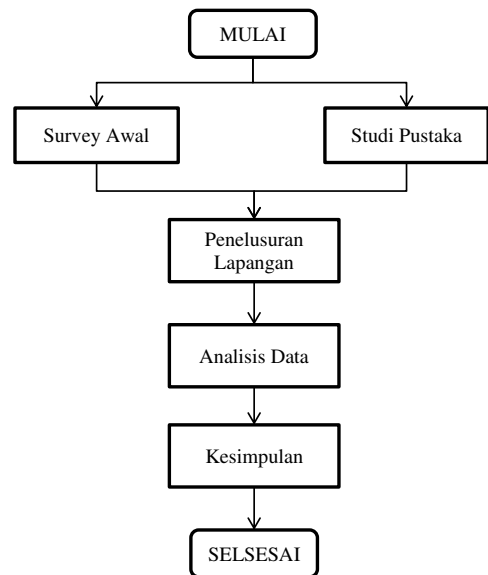 MULAI
Survey Awal
Studi Pustaka
Penelusuran
Lapangan
Analisis Data
Kesimpulan
SELSESAI